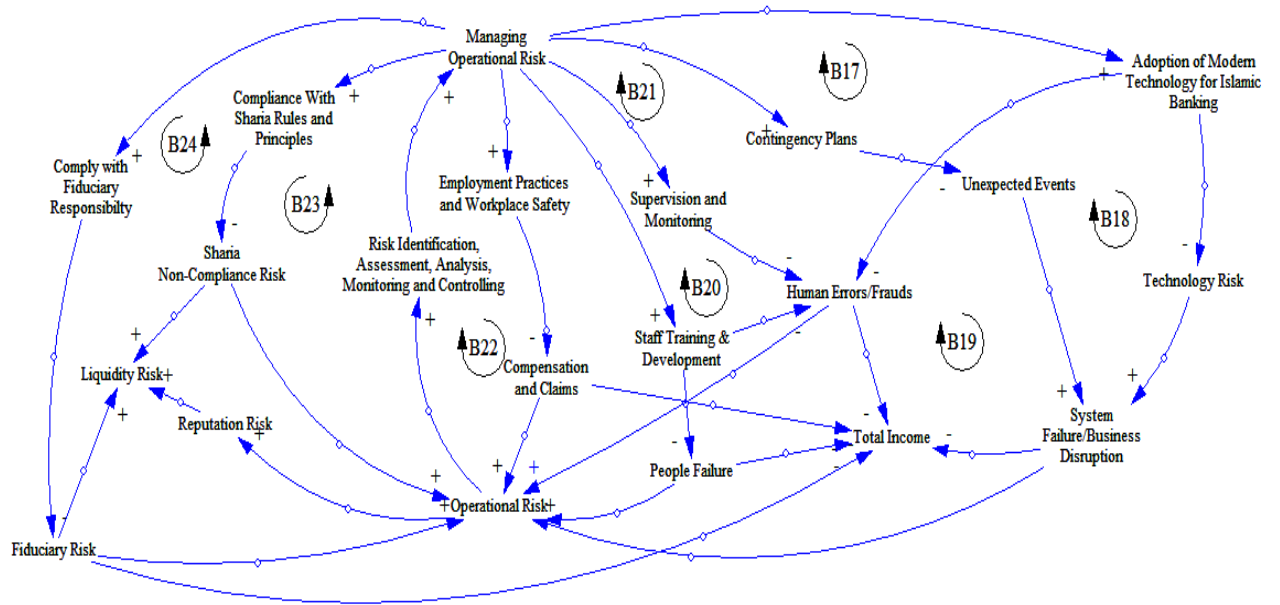 Managing
Operational Risk
Adoption of Modern
Technology for Islamic
Banking
+
B17
B21
Compliance With
Sharia Rules and
Principles
+
+
B24
+
Contingency Plans
+
Comply with
Fiduciary
Responsibilty
+
Employment Practices
and Workplace Safety
+
Supervision and
Monitoring
-
Unexpected Events
B23
B18
-
Sharia
Non-Compliance Risk
Risk Identification,
Assessment, Analysis,
Monitoring and Controlling
+
-
-
Human Errors/Frauds
-
Technology Risk
B20
+
Staff Training &
Development
-
B22
-
Compensation
and Claims
B19
+
Liquidity Risk+
+
Reputation Risk
+
+
+
System
Failure/Business
Disruption
-
Total Income
-
-
-
-
People Failure
+
+
+
+Operational Risk+
-
Fiduciary Risk